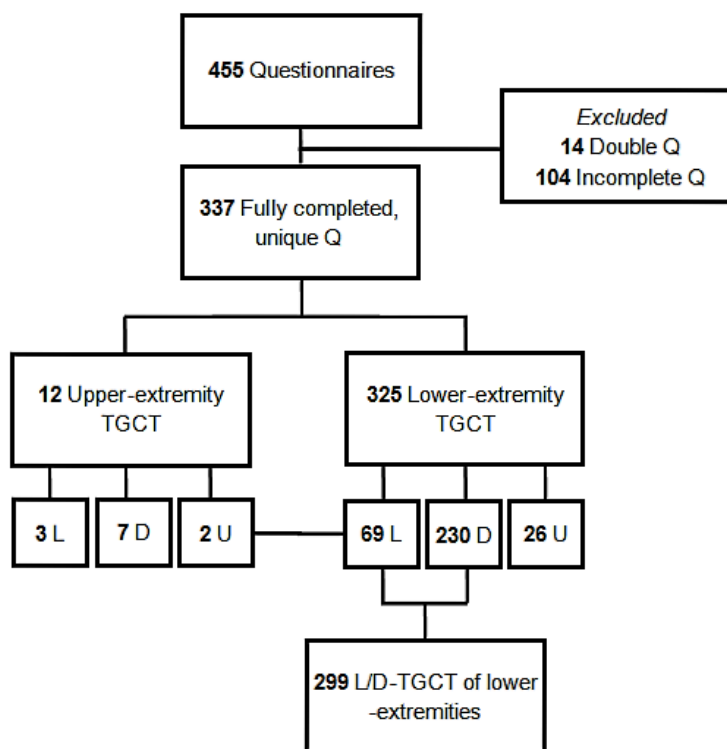 455 Questionnaires
Excluded
14 Double Q
104 Incomplete Q
337 Fully completed,
unique Q
12 Upper-extremity
TGCT
325 Lower-extremity
TGCT
3 L
7 D
2 U
69 L
230 D
26 U
299 L/D-TGCT of lower
-extremities